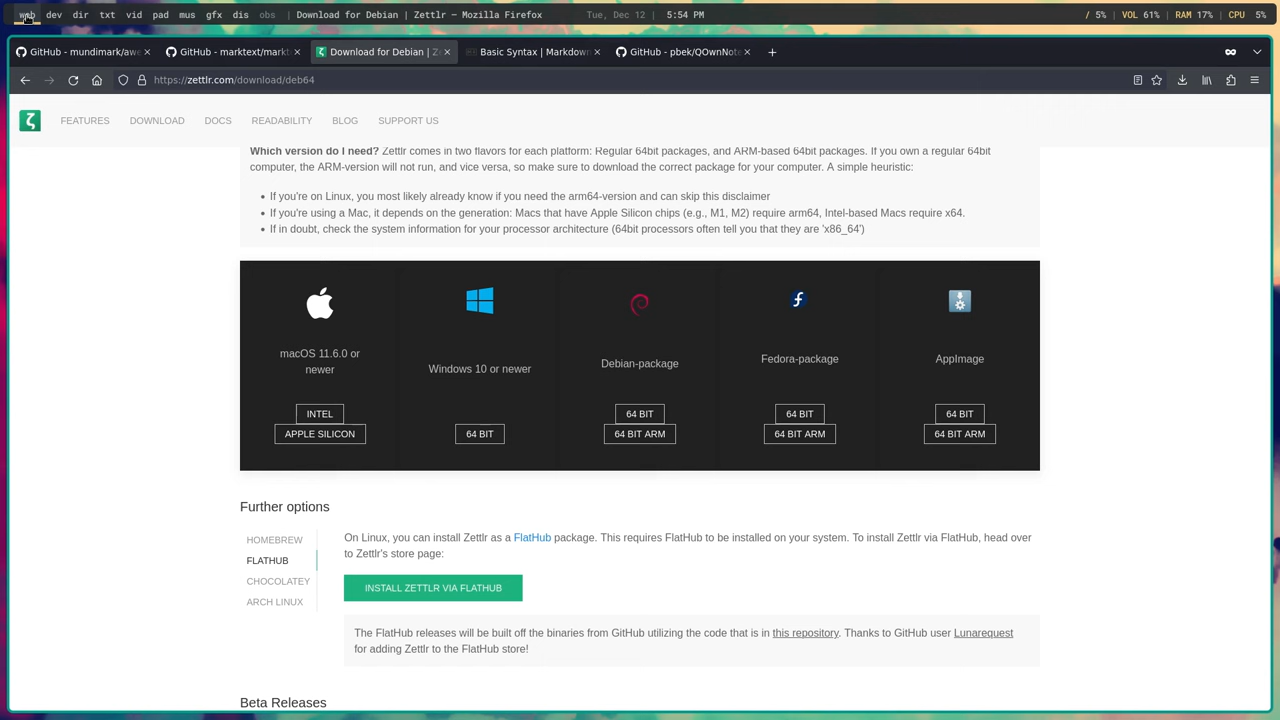 web dev dir txt vid pad mus gfx dis obs | Download for Debian | Zettlr — Mozilla Firefox Tue, Dec 12 | 5:54 PM / 5% | VOL 61% | RAM 17% | CPU 5%
GitHub - mundimark/awe GitHub - marktext/markt Download for Debian | Z Basic Syntax | Markdown GitHub - pbek/QOwnNote
https://zettlr.com/download/deb64
FEATURES DOWNLOAD DOCS READABILITY BLOG SUPPORT US
Which version do I need? Zettlr comes in two flavors for each platform: Regular 64bit packages, and ARM-based 64bit packages. If you own a regular 64bit
computer, the ARM-version will not run, and vice versa, so make sure to download the correct package for your computer. A simple heuristic:
• If you're on Linux, you most likely already know if you need the arm64-version and can skip this disclaimer
• If you're using a Mac, it depends on the generation: Macs that have Apple Silicon chips (e.g., M1, M2) require arm64, Intel-based Macs require x64.
• If in doubt, check the system information for your processor architecture (64bit processors often tell you that they are 'x86_64')
macOS 11.6.0 or
newer
INTEL
APPLE SILICON
Windows 10 or newer
64 BIT
Debian-package
64 BIT
64 BIT ARM
Fedora-package
64 BIT
64 BIT ARM
AppImage
64 BIT
64 BIT ARM
Further options
HOMEBREW
FLATHUB
CHOCOLATEY
ARCH LINUX
On Linux, you can install Zettlr as a FlatHub package. This requires FlatHub to be installed on your system. To install Zettlr via FlatHub, head over
to Zettlr's store page:
INSTALL ZETTLR VIA FLATHUB
The FlatHub releases will be built off the binaries from GitHub utilizing the code that is in this repository. Thanks to GitHub user Lunarequest
for adding Zettlr to the FlatHub store!
Beta Releases